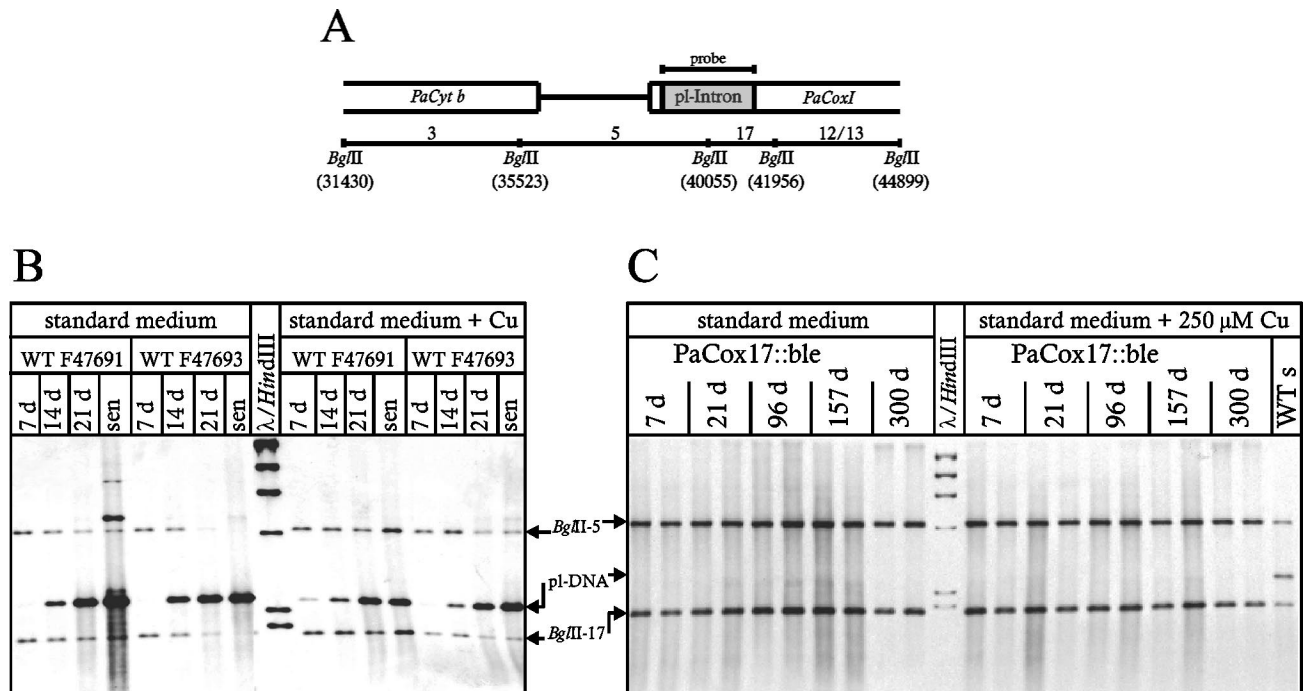 A
probe
PaCyt b
pl-Intron
PaCoxI
3 5 17 12/13
BglII BglII BglII BglII BglII
(31430) (35523) (40055) (41956) (44899)
B
standard medium
λ/HindIII
standard medium + Cu
WT F47691 WT F47693 WT F47691 WT F47693
7 d 14 d 21 d sen 7 d 14 d 21 d sen 7 d 14 d 21 d sen 7 d 14 d 21 d sen
BglII-5
pl-DNA
BglII-17
C
standard medium
λ/HindIII
standard medium + 250 µM Cu
PaCox17::ble PaCox17::ble
7 d 21 d 96 d 157 d 300 d 7 d 21 d 96 d 157 d 300 d WT s